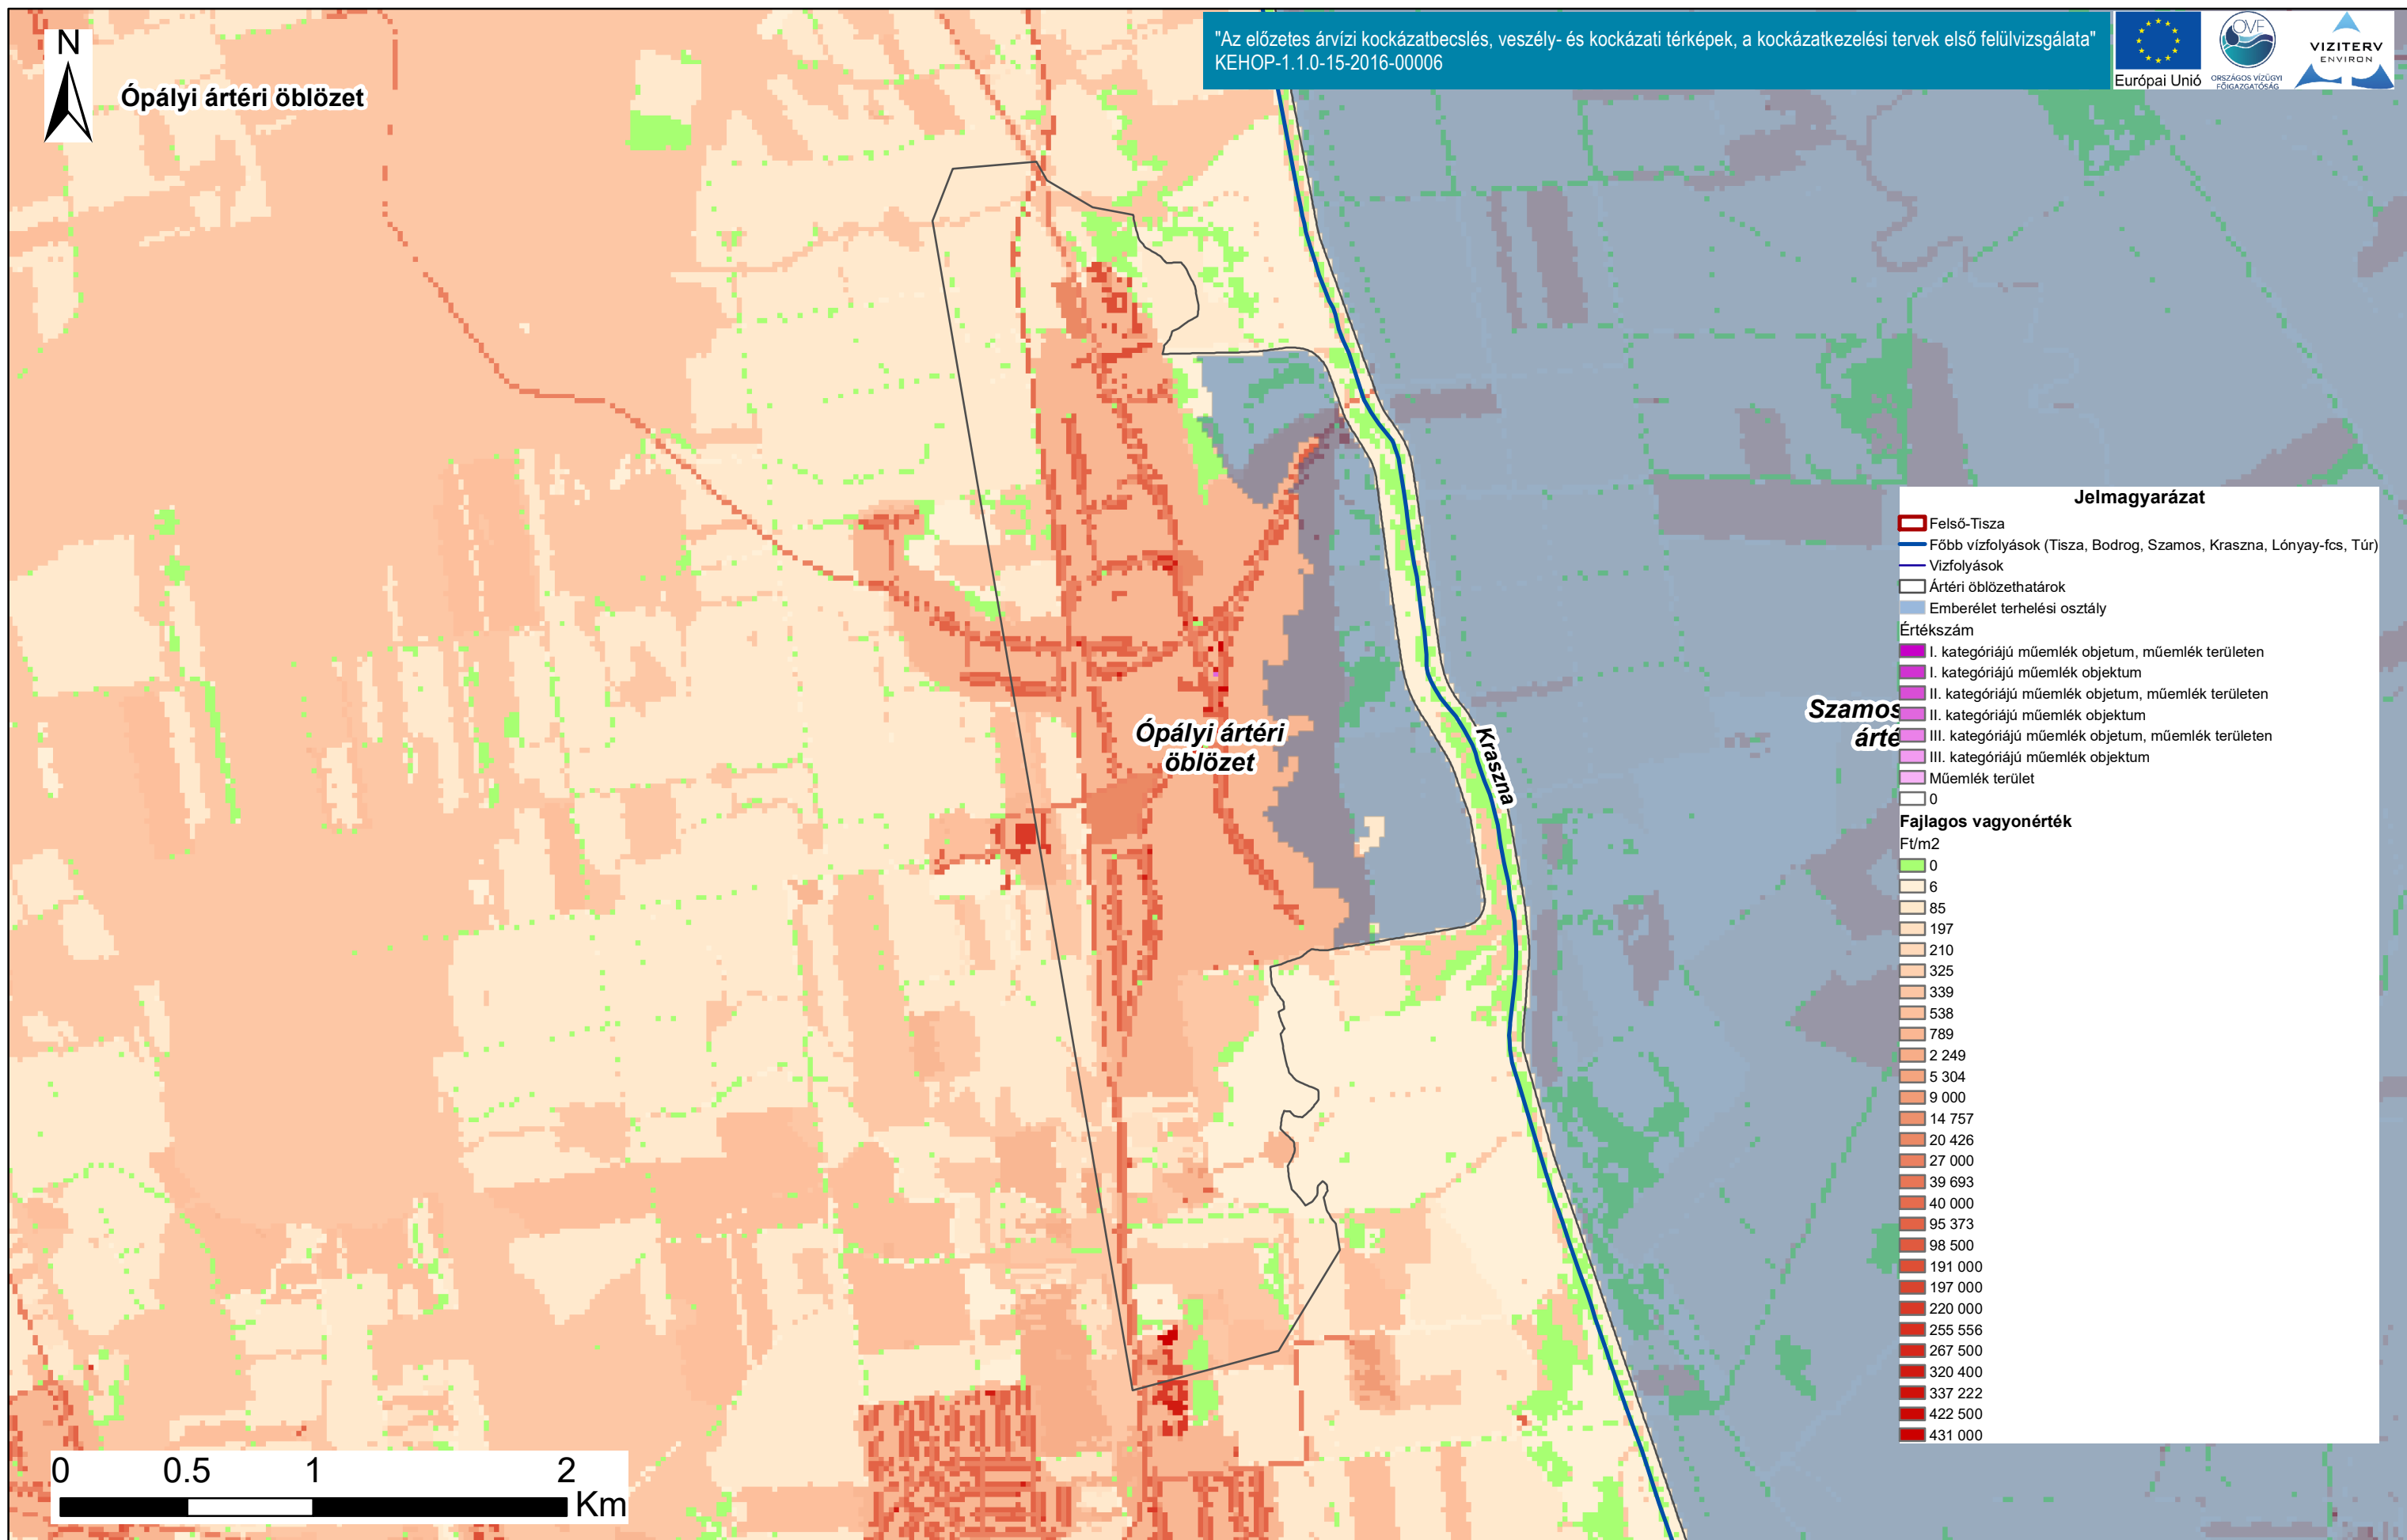 "Az előzetes árvízi kockázatbecslés, veszély- és kockázati térképek, a kockázatkezelési tervek első felülvizsgálata"
KEHOP-1.1.0-15-2016-00006
Európai Unió
OVF
ORSZÁGOS VÍZÜGYI
FŐIGAZGATÓSÁG
VIZITERV
ENVIRON
N
Ópályi ártéri öblözet
Ópályi ártéri
öblözet
Kraszna
Szamos
árté
Jelmagyarázat
Felső-Tisza
Főbb vízfolyások (Tisza, Bodrog, Szamos, Kraszna, Lónyay-fcs, Túr)
Vizfolyások
Ártéri öblözethatárok
Emberélet terhelési osztály
Értékszám
I. kategóriájú műemlék objetum, műemlék területen
I. kategóriájú műemlék objektum
II. kategóriájú műemlék objetum, műemlék területen
II. kategóriájú műemlék objektum
III. kategóriájú műemlék objetum, műemlék területen
III. kategóriájú műemlék objektum
Műemlék terület
0
Fajlagos vagyonérték
Ft/m2
0
6
85
197
210
325
339
538
789
2 249
5 304
9 000
14 757
20 426
27 000
39 693
40 000
95 373
98 500
191 000
197 000
220 000
255 556
267 500
320 400
337 222
422 500
431 000
0 0.5 1 2
Km